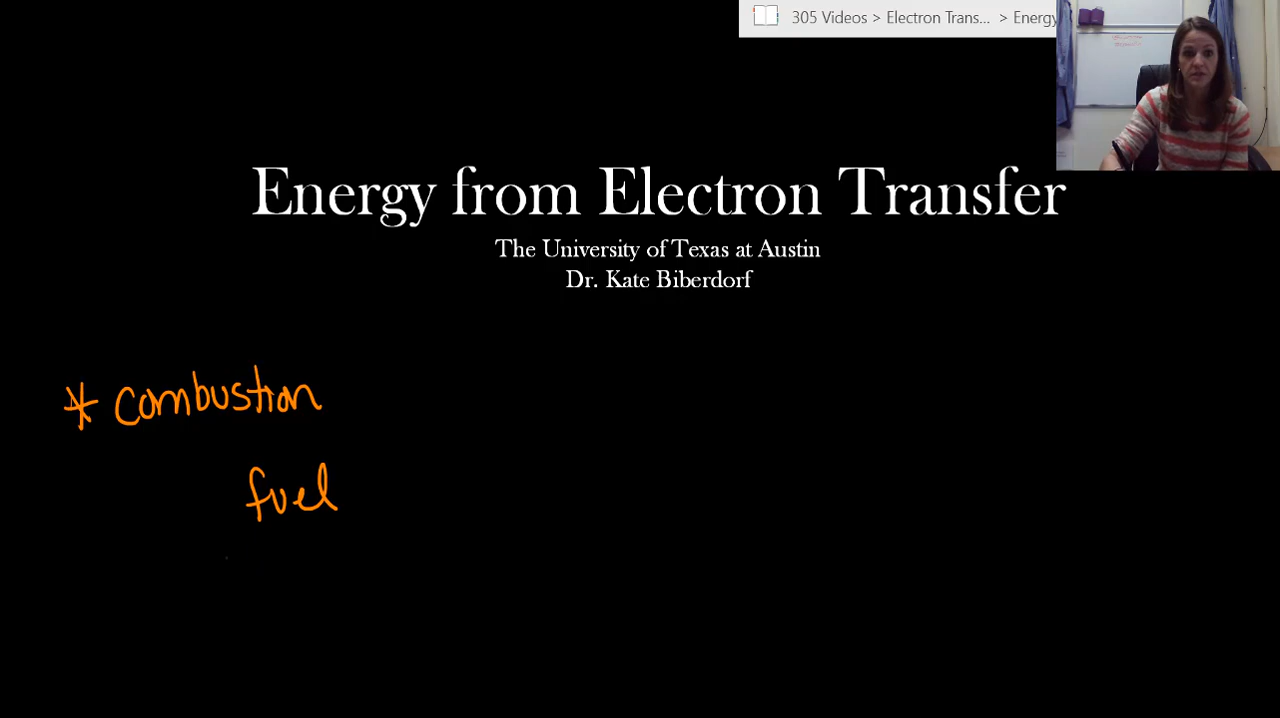 305 Videos > Electron Trans... > Energy
Energy from Electron Transfer
The University of Texas at Austin
Dr. Kate Biberdorf
* combustion
fuel